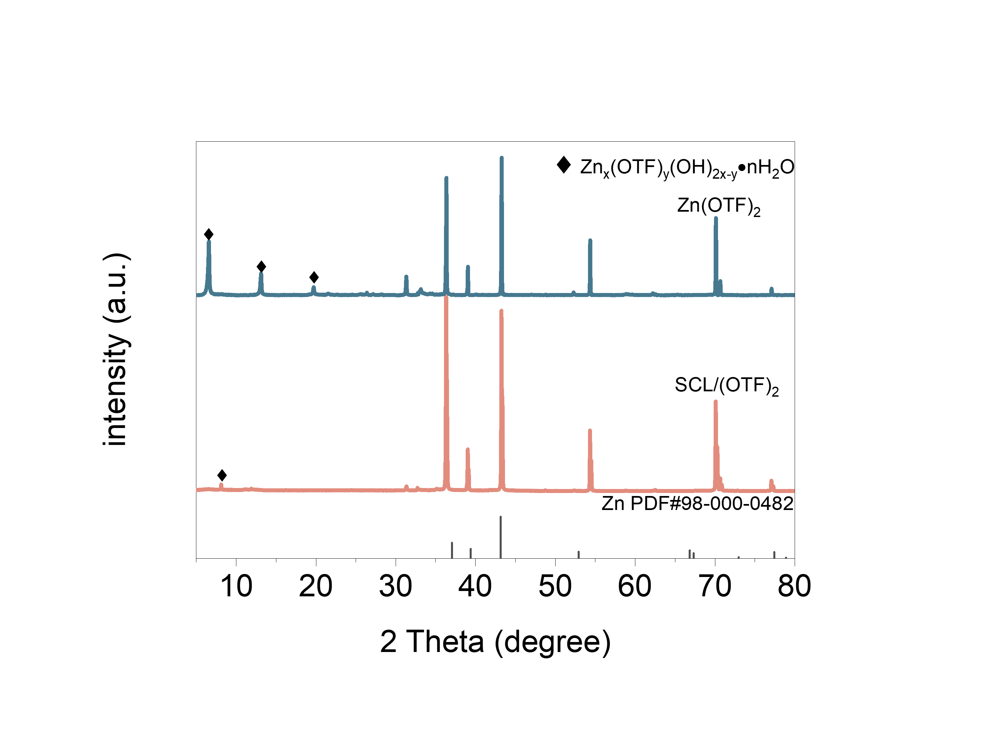 ◆ Znx(OTF)y(OH)2x-y•nH2O
Zn(OTF)2
SCL/(OTF)2
Zn PDF#98-000-0482
intensity (a.u.)
10 20 30 40 50 60 70 80
2 Theta (degree)